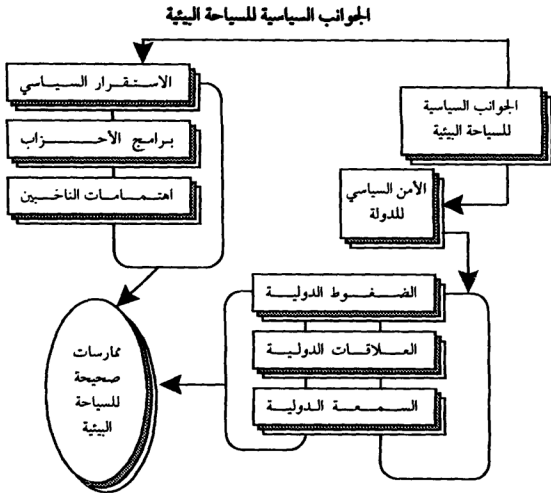 الجوانب السياسية للسياحة البيئية
الجوانب السياسية
للسياحة البيئية
الاستقرار السياسي
برامج الأحزاب
اهتمامات الناخبين
الأمن السياسي
للدولة
الضغوط الدولية
العلاقات الدولية
السمعة الدولية
ممارسات
صحيحة
للسياحة
البيئية